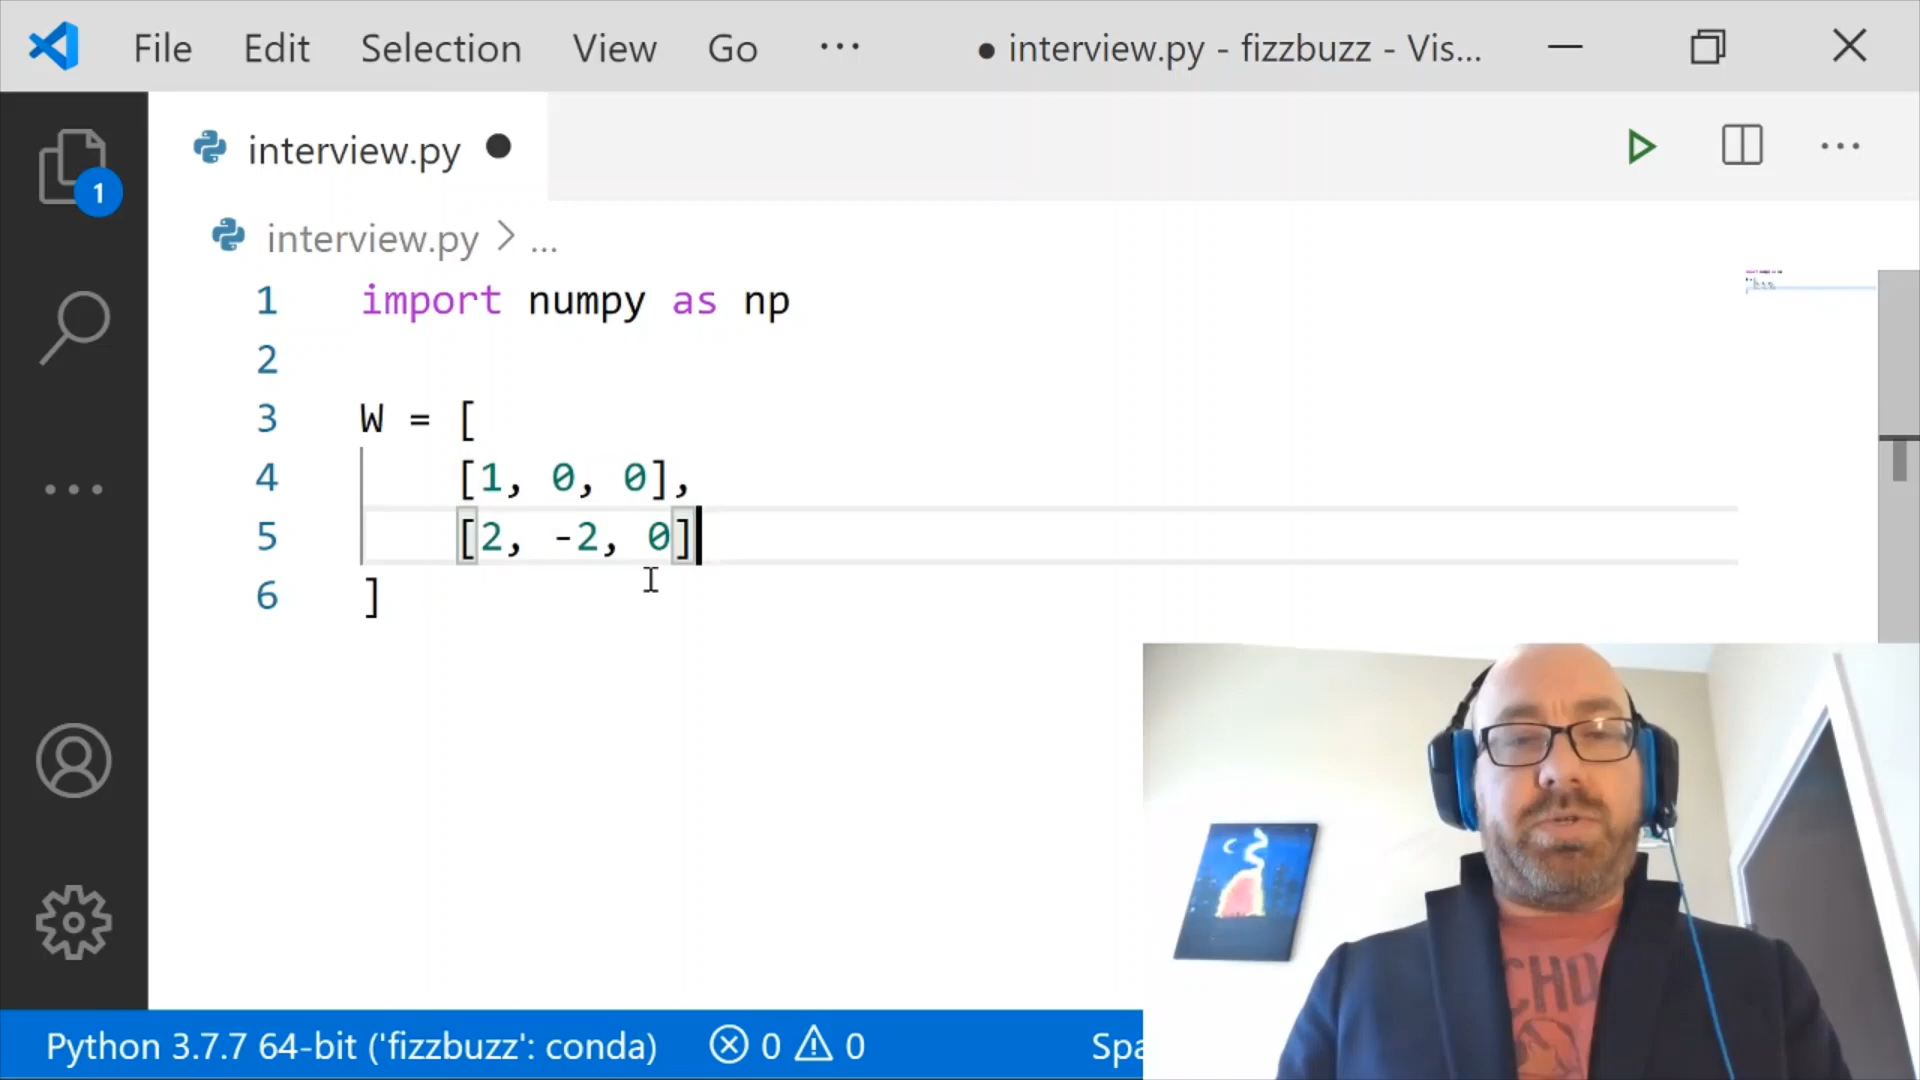 File Edit Selection View Go ··· ● interview.py - fizzbuzz - Vis...
interview.py ●
1
interview.py > ...
1 import numpy as np
2
3 W = [
4 [1, 0, 0],
5 [2, -2, 0]
6 ]
Python 3.7.7 64-bit ('fizzbuzz': conda) 0 0 Spa